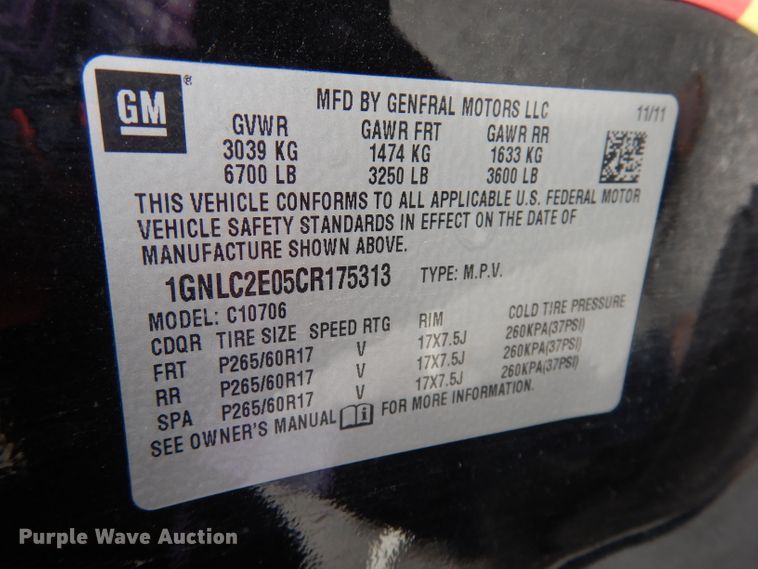 GM ®
MFD BY GENFRAL MOTORS LLC 11/11
GVWR GAWR FRT GAWR RR
3039 KG 1474 KG 1633 KG
6700 LB 3250 LB 3600 LB
THIS VEHICLE CONFORMS TO ALL APPLICABLE U.S. FEDERAL MOTOR
VEHICLE SAFETY STANDARDS IN EFFECT ON THE DATE OF
MANUFACTURE SHOWN ABOVE.
1GNLC2E05CR175313 TYPE: M.P.V.
MODEL: C10706
CDQR TIRE SIZE SPEED RTG RIM COLD TIRE PRESSURE
FRT P265/60R17 V 17X7.5J 260KPA(37PSI)
RR P265/60R17 V 17X7.5J 260KPA(37PSI)
SPA P265/60R17 V 17X7.5J 260KPA(37PSI)
SEE OWNER'S MANUAL i FOR MORE INFORMATION.
Purple Wave Auction